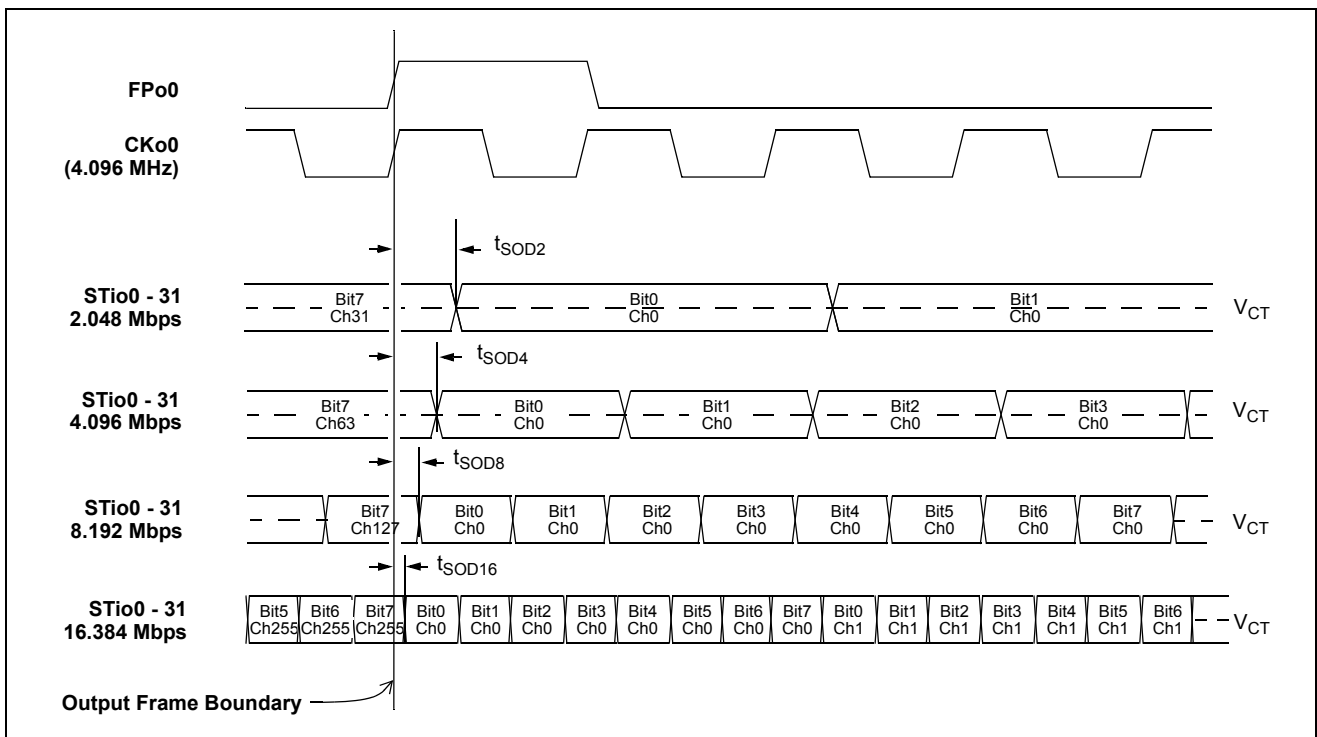 FPo0
CKo0
(4.096 MHz)
tSOD2
STio0 - 31
2.048 Mbps
Bit7
Ch31
Bit0
Ch0
Bit1
Ch0
VCT
tSOD4
STio0 - 31
4.096 Mbps
Bit7
Ch63
Bit0
Ch0
Bit1
Ch0
Bit2
Ch0
Bit3
Ch0
VCT
tSOD8
STio0 - 31
8.192 Mbps
Bit7
Ch127
Bit0
Ch0
Bit1
Ch0
Bit2
Ch0
Bit3
Ch0
Bit4
Ch0
Bit5
Ch0
Bit6
Ch0
Bit7
Ch0
VCT
tSOD16
STio0 - 31
16.384 Mbps
Bit5
Ch255
Bit6
Ch255
Bit7
Ch255
Bit0
Ch0
Bit1
Ch0
Bit2
Ch0
Bit3
Ch0
Bit4
Ch0
Bit5
Ch0
Bit6
Ch0
Bit7
Ch0
Bit0
Ch1
Bit1
Ch1
Bit2
Ch1
Bit3
Ch1
Bit4
Ch1
Bit5
Ch1
Bit6
Ch1
VCT
Output Frame Boundary